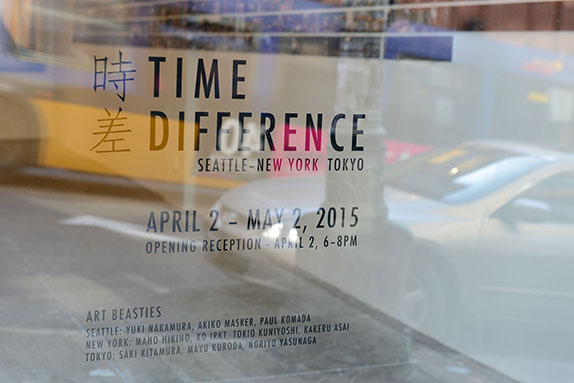 時 TIME
差 DIFFERENCE
SEATTLE–NEW YORK TOKYO
APRIL 2 – MAY 2, 2015
OPENING RECEPTION - APRIL 2, 6–8PM
ART BEASTIES
SEATTLE: YUKI NAKAMURA, AKIKO MASKER, PAUL KOMADA
NEW YORK: MAHO HIKINO, KO IRKT, TOKIO KUNIYOSHI, KAKERU ASAI
TOKYO: SAKI KITAMURA, MAYU KURODA, NORIYO YASUNAGA